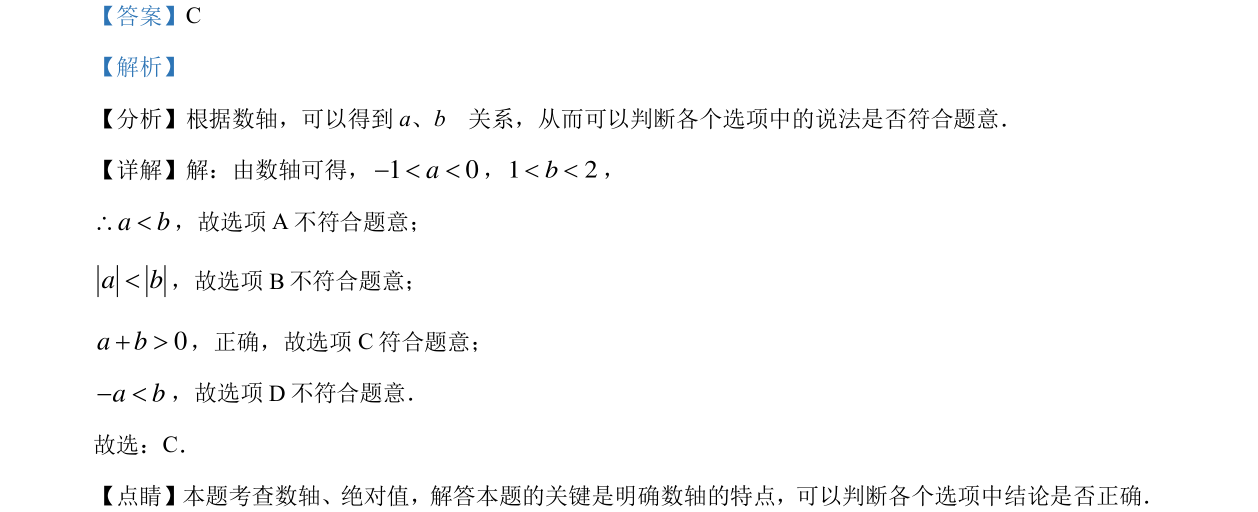 【答案】C
【解析】
【分析】根据数轴，可以得到 a、b 关系，从而可以判断各个选项中的说法是否符合题意．
【详解】解：由数轴可得，−1＜a＜0，1＜b＜2，
∴a＜b，故选项 A 不符合题意；
|a|＜|b|，故选项 B 不符合题意；
a+b＞0，正确，故选项 C 符合题意；
−a＜b，故选项 D 不符合题意．
故选：C．
【点睛】本题考查数轴、绝对值，解答本题的关键是明确数轴的特点，可以判断各个选项中结论是否正确．